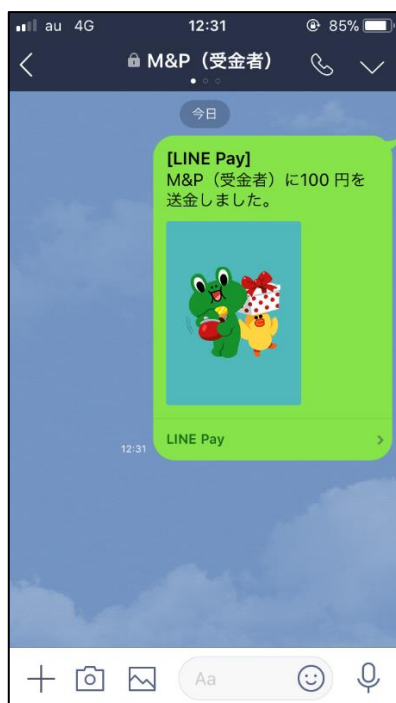 au 4G 12:31 85%
M&P（受金者）
今日
[LINE Pay]
M&P（受金者）に100 円を
送金しました。
LINE Pay
12:31
Aa